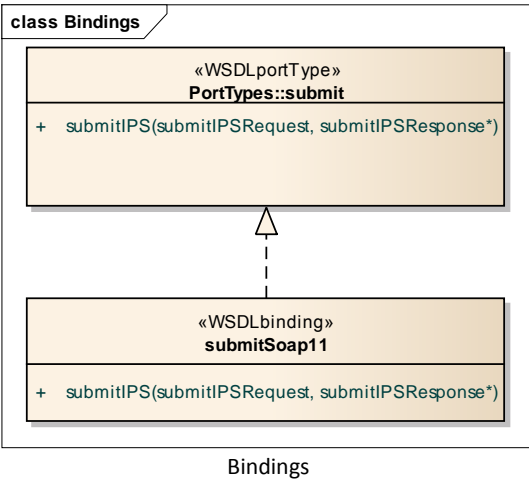 class Bindings
«WSDLportType»
PortTypes::submit
+ submitIPS(submitIPSRequest, submitIPSResponse*)
«WSDLbinding»
submitSoap11
+ submitIPS(submitIPSRequest, submitIPSResponse*)
Bindings